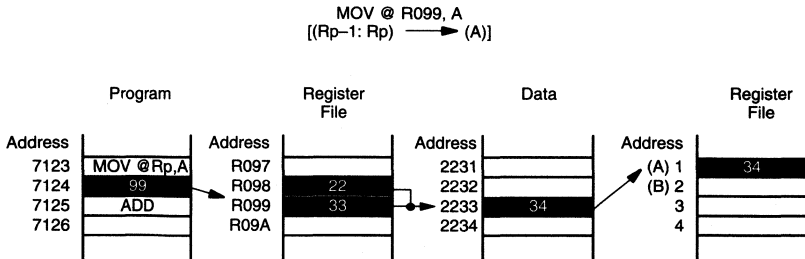 MOV @ R099, A
[(Rp–1: Rp) ⟶ (A)]
Program Register File Data Register File
Address Address Address Address
7123 MOV @Rp,A R097 2231 (A) 1 34
7124 99 R098 22 2232 (B) 2
7125 ADD R099 33 2233 34 3
7126 R09A 2234 4